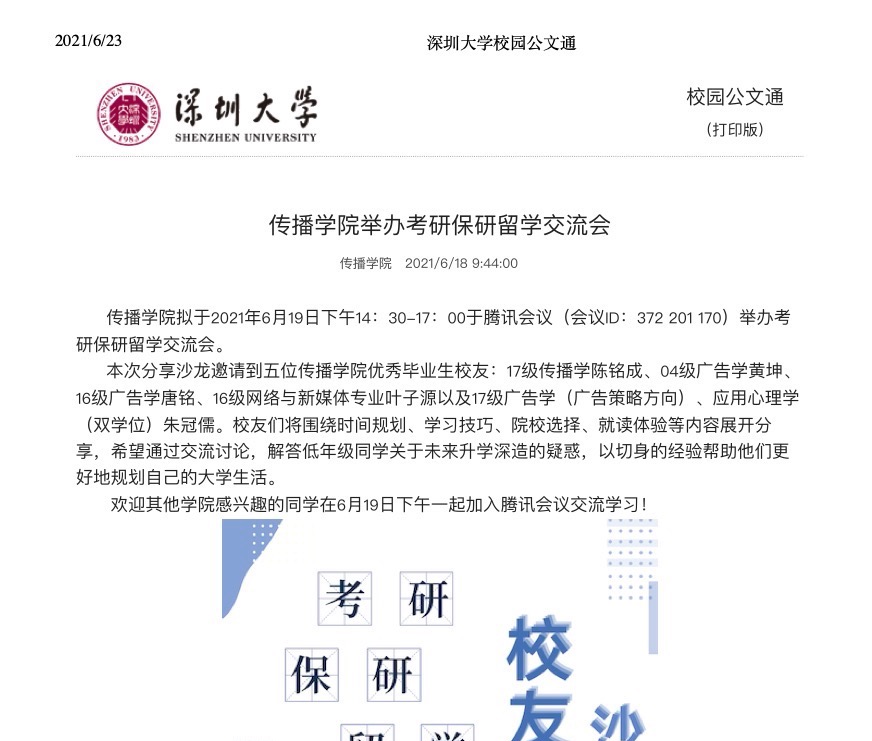 2021/6/23
深圳大学校园公文通
SHENZHEN UNIVERSITY
1983
深圳大学
SHENZHEN UNIVERSITY
校园公文通
（打印版）
传播学院举办考研保研留学交流会
传播学院 2021/6/18 9:44:00
传播学院拟于2021年6月19日下午14：30-17：00于腾讯会议（会议ID：372 201 170）举办考
研保研留学交流会。
本次分享沙龙邀请到五位传播学院优秀毕业生校友：17级传播学陈铭成、04级广告学黄坤、
16级广告学唐铭、16级网络与新媒体专业叶子源以及17级广告学（广告策略方向）、应用心理学
（双学位）朱冠儒。校友们将围绕时间规划、学习技巧、院校选择、就读体验等内容展开分
享，希望通过交流讨论，解答低年级同学关于未来升学深造的疑惑，以切身的经验帮助他们更
好地规划自己的大学生活。
欢迎其他学院感兴趣的同学在6月19日下午一起加入腾讯会议交流学习！
考研
保研
留学
校友
沙